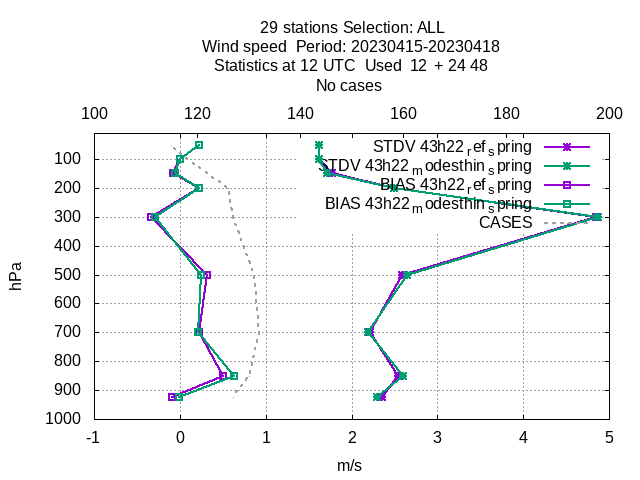 29 stations Selection: ALL
Wind speed  Period: 20230415-20230418
Statistics at 12 UTC  Used  12  + 24 48
No cases
100 120 140 160 180 200
STDV 43h22_ref_spring
STDV 43h22_modesthin_spring
BIAS 43h22_ref_spring
BIAS 43h22_modesthin_spring
CASES
hPa
100
200
300
400
500
600
700
800
900
1000
-1 0 1 2 3 4 5
m/s